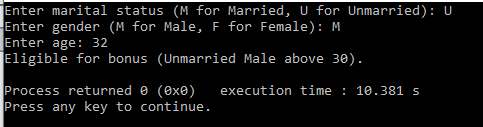 Enter marital status (M for Married, U for Unmarried): U
Enter gender (M for Male, F for Female): M
Enter age: 32
Eligible for bonus (Unmarried Male above 30).
Process returned 0 (0x0)   execution time : 10.381 s
Press any key to continue.